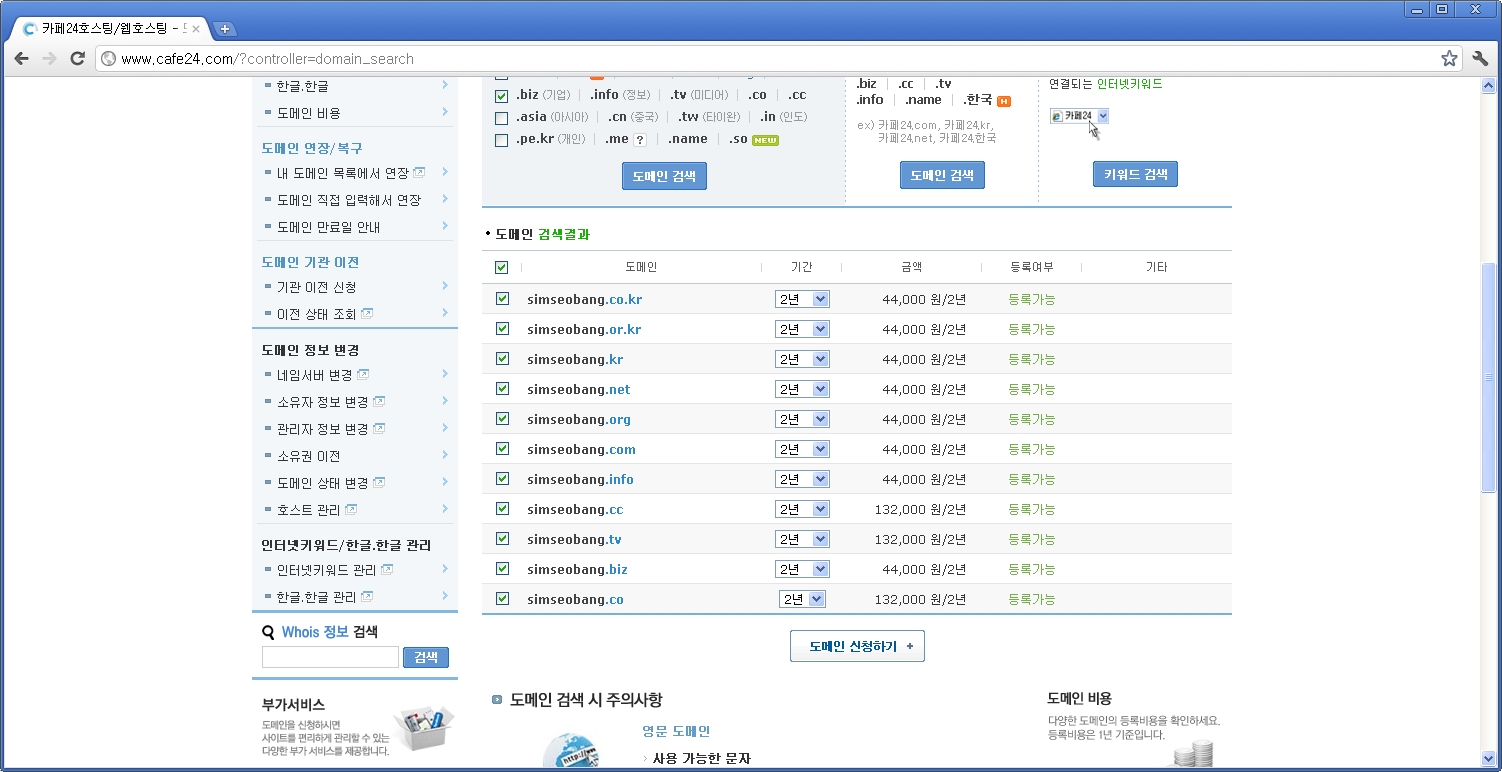 카페24호스팅/웹호스팅 - 도
www.cafe24.com/?controller=domain_search
한글.한글
도메인 비용
도메인 연장/복구
내 도메인 목록에서 연장
도메인 직접 입력해서 연장
도메인 만료일 안내
도메인 기관 이전
기관 이전 신청
이전 상태 조회
도메인 정보 변경
네임서버 변경
소유자 정보 변경
관리자 정보 변경
소유권 이전
도메인 상태 변경
호스트 관리
인터넷키워드/한글.한글 관리
인터넷키워드 관리
한글.한글 관리
Whois 정보 검색
검색
부가서비스
도메인을 신청하시면
사이트를 편리하게 관리할 수 있는
다양한 부가 서비스를 제공합니다.
.biz (기업) .info (정보) .tv (미디어) .co .cc
.asia (아시아) .cn (중국) .tw (타이완) .in (인도)
.pe.kr (개인) .me ? .name .so NEW
도메인 검색
.biz .cc .tv
.info .name .한국 H
ex) 카페24.com, 카페24.kr,
카페24.net, 카페24.한국
도메인 검색
연결되는 인터넷키워드
카페24
키워드 검색
도메인 검색결과
도메인 기간 금액 등록여부 기타
simseobang.co.kr 2년 44,000 원/2년 등록가능
simseobang.or.kr 2년 44,000 원/2년 등록가능
simseobang.kr 2년 44,000 원/2년 등록가능
simseobang.net 2년 44,000 원/2년 등록가능
simseobang.org 2년 44,000 원/2년 등록가능
simseobang.com 2년 44,000 원/2년 등록가능
simseobang.info 2년 44,000 원/2년 등록가능
simseobang.cc 2년 132,000 원/2년 등록가능
simseobang.tv 2년 132,000 원/2년 등록가능
simseobang.biz 2년 44,000 원/2년 등록가능
simseobang.co 2년 132,000 원/2년 등록가능
도메인 신청하기 +
도메인 검색 시 주의사항
영문 도메인
사용 가능한 문자
http://w
도메인 비용
다양한 도메인의 등록비용을 확인하세요.
등록비용은 1년 기준입니다.